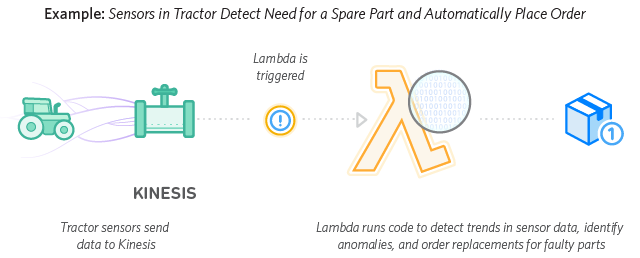 Example: Sensors in Tractor Detect Need for a Spare Part and Automatically Place Order
Lambda is
triggered
!
1
KINESIS
Tractor sensors send
data to Kinesis
Lambda runs code to detect trends in sensor data, identify
anomalies, and order replacements for faulty parts